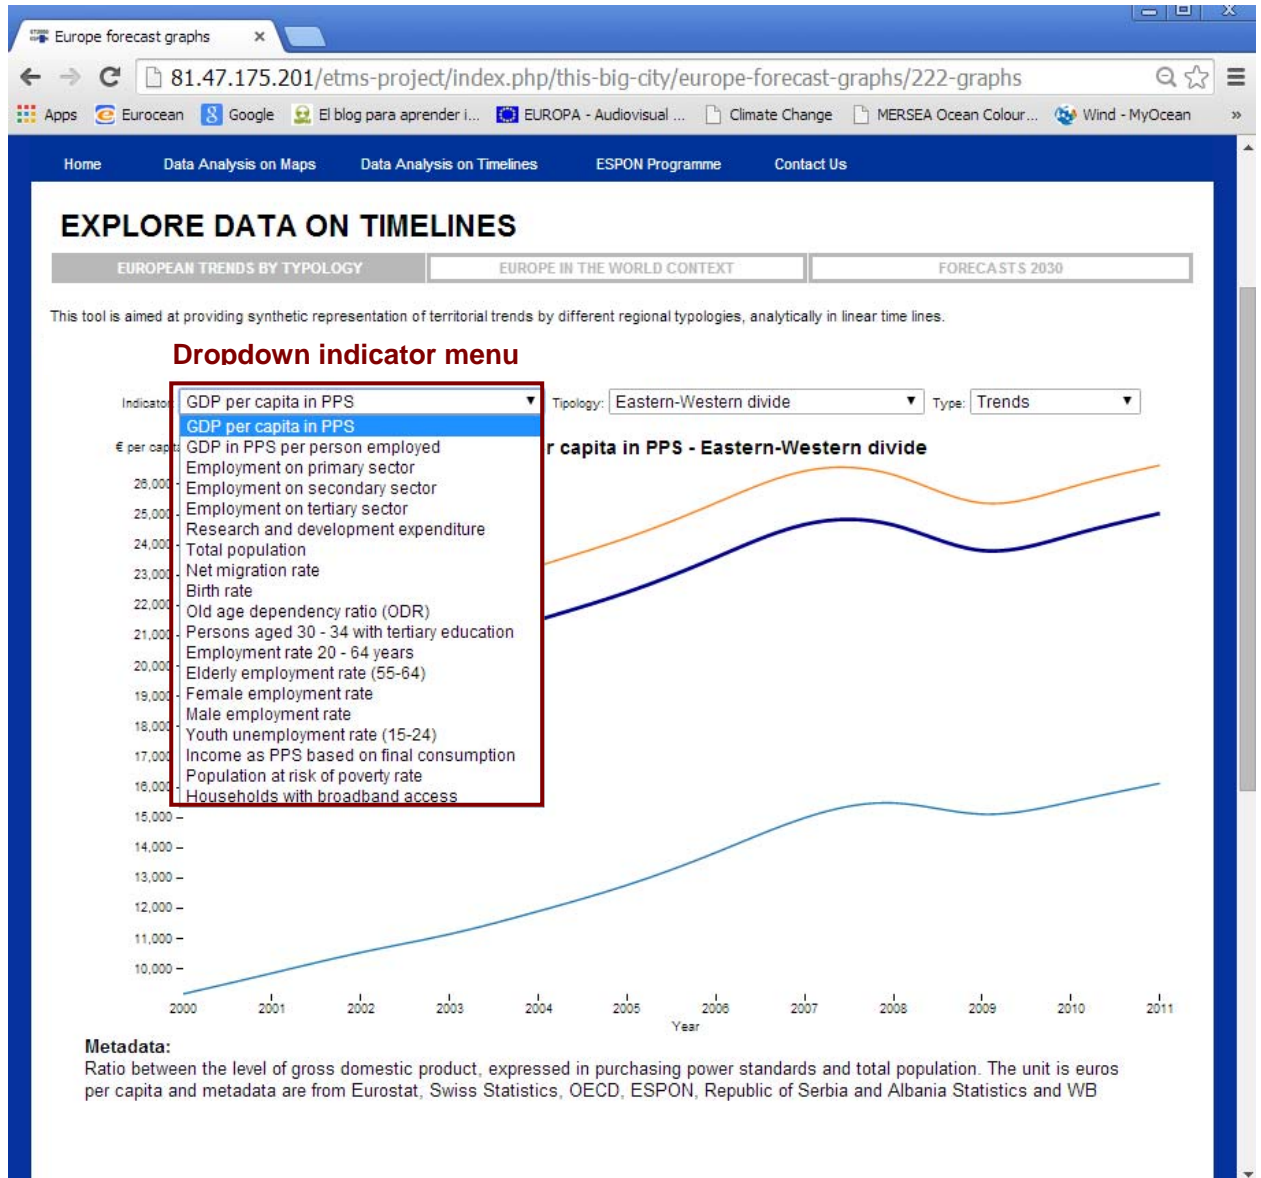 Europe forecast graphs
81.47.175.201/etms-project/index.php/this-big-city/europe-forecast-graphs/222-graphs
Apps Eurocean Google El blog para aprender i... EUROPA - Audiovisual ... Climate Change MERSEA Ocean Colour... Wind - MyOcean »
Home Data Analysis on Maps Data Analysis on Timelines ESPON Programme Contact Us
EXPLORE DATA ON TIMELINES
EUROPEAN TRENDS BY TYPOLOGY EUROPE IN THE WORLD CONTEXT FORECASTS 2030
This tool is aimed at providing synthetic representation of territorial trends by different regional typologies, analytically in linear time lines.
Dropdown indicator menu
Indicator: GDP per capita in PPS Tipology: Eastern-Western divide Type: Trends
GDP per capita in PPS
€ per capita GDP in PPS per person employed r capita in PPS - Eastern-Western divide
Employment on primary sector
26,000 Employment on secondary sector
25,000 Employment on tertiary sector
Research and development expenditure
24,000 Total population
23,000 Net migration rate
Birth rate
22,000 Old age dependency ratio (ODR)
21,000 Persons aged 30 - 34 with tertiary education
Employment rate 20 - 64 years
20,000 Elderly employment rate (55-64)
19,000 Female employment rate
Male employment rate
18,000 Youth unemployment rate (15-24)
17,000 Income as PPS based on final consumption
Population at risk of poverty rate
16,000 Households with broadband access
15,000
14,000
13,000
12,000
11,000
10,000
2000 2001 2002 2003 2004 2005 2006 2007 2008 2009 2010 2011
Year
Metadata:
Ratio between the level of gross domestic product, expressed in purchasing power standards and total population. The unit is euros
per capita and metadata are from Eurostat, Swiss Statistics, OECD, ESPON, Republic of Serbia and Albania Statistics and WB